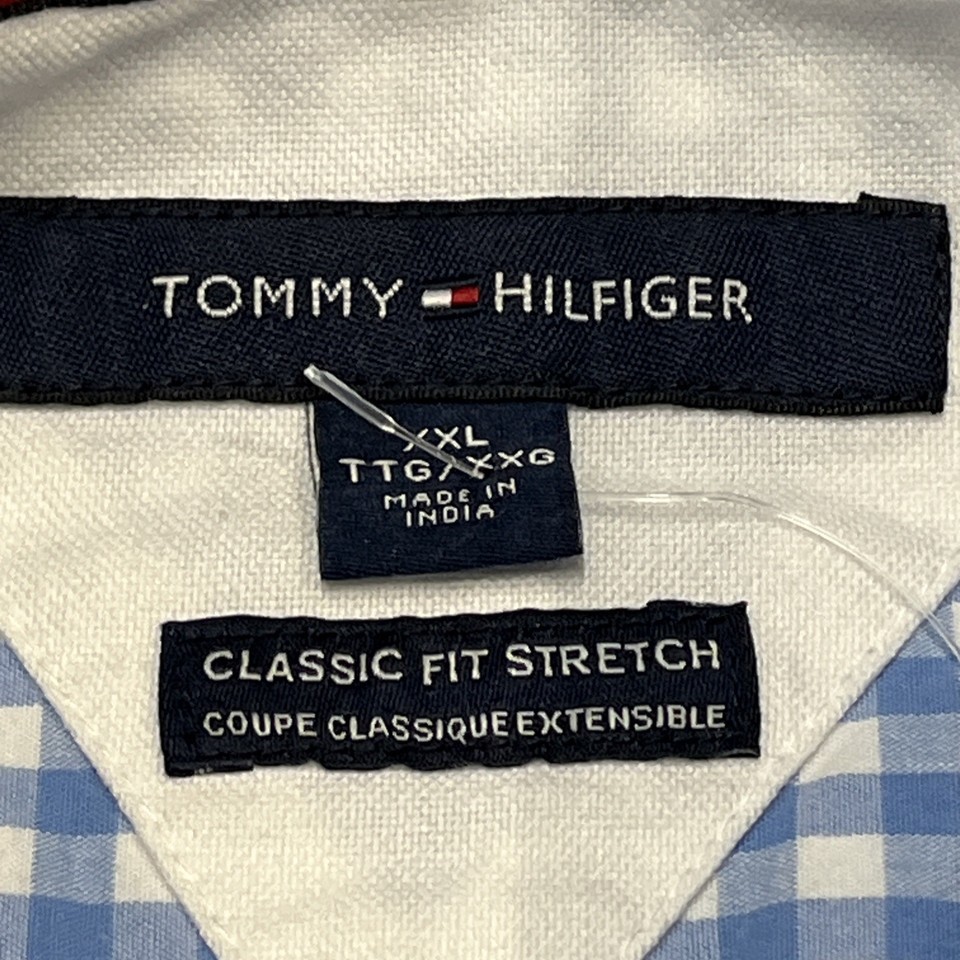 TOMMY HILFIGER
XXL
TTG/XXG
MADE IN
INDIA
CLASSIC FIT STRETCH
COUPE CLASSIQUE EXTENSIBLE